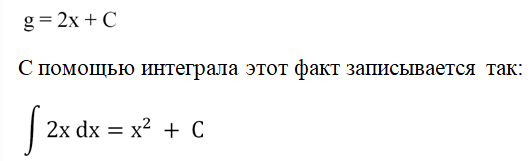 g = 2x + C
С помощью интеграла этот факт записывается так:
∫ 2x dx = x² + C